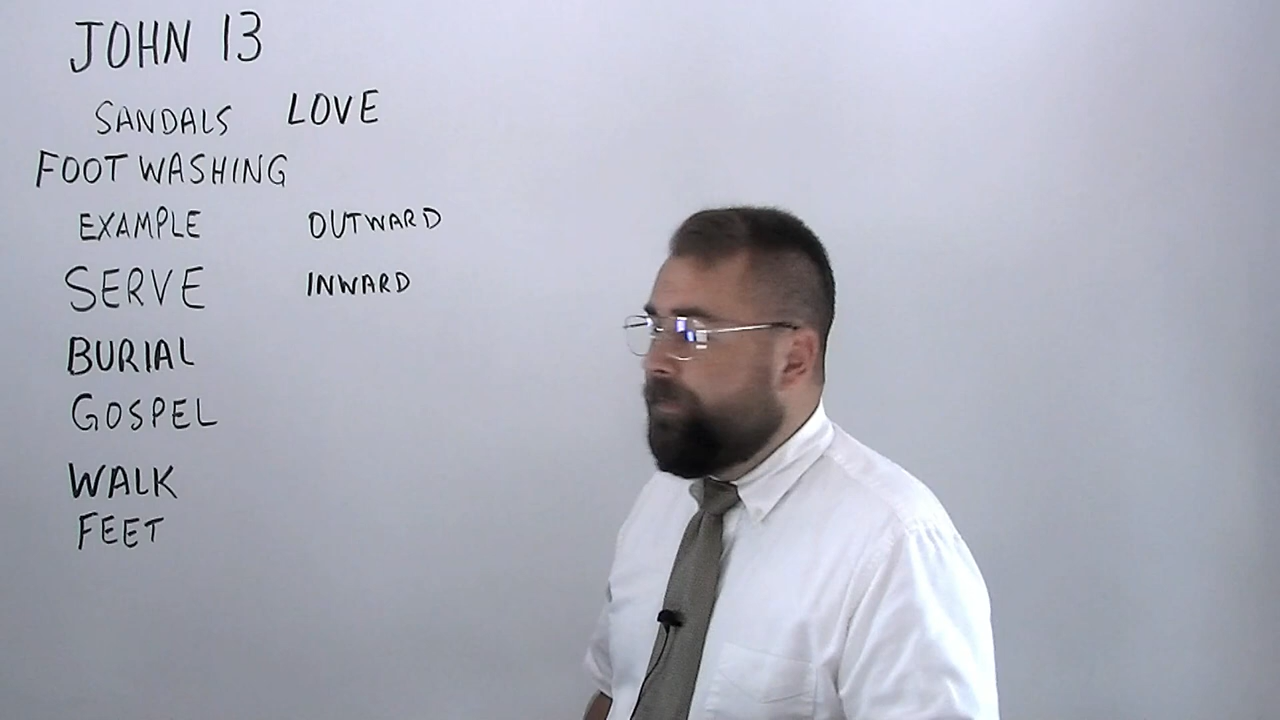 JOHN 13
SANDALS LOVE
FOOT WASHING
EXAMPLE OUTWARD
SERVE INWARD
BURIAL
GOSPEL
WALK
FEET